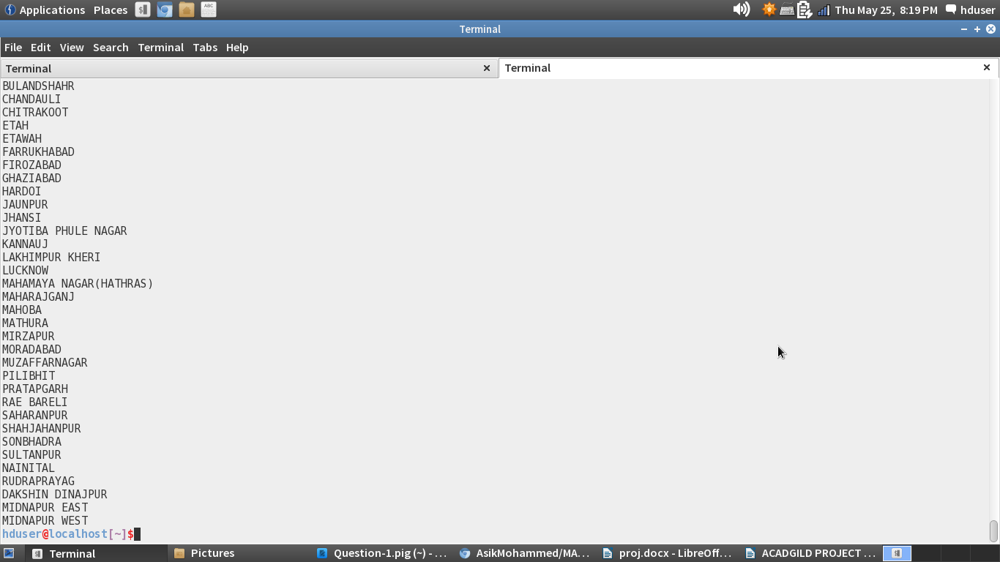 Applications Places Thu May 25, 8:19 PM hduser
Terminal
File Edit View Search Terminal Tabs Help
Terminal Terminal
BULANDSHAHR
CHANDAULI
CHITRAKOOT
ETAH
ETAWAH
FARRUKHABAD
FIROZABAD
GHAZIABAD
HARDOI
JAUNPUR
JHANSI
JYOTIBA PHULE NAGAR
KANNAUJ
LAKHIMPUR KHERI
LUCKNOW
MAHAMAYA NAGAR(HATHRAS)
MAHARAJGANJ
MAHOBA
MATHURA
MIRZAPUR
MORADABAD
MUZAFFARNAGAR
PILIBHIT
PRATAPGARH
RAE BARELI
SAHARANPUR
SHAHJAHANPUR
SONBHADRA
SULTANPUR
NAINITAL
RUDRAPRAYAG
DAKSHIN DINAJPUR
MIDNAPUR EAST
MIDNAPUR WEST
hduser@localhost[~]$
Terminal Pictures Question-1.pig (~) - ... AsikMohammed/MA... proj.docx - LibreOff... ACADGILD PROJECT ...